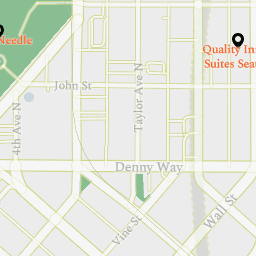 Needle
Quality Inn
Suites Sea
John St
Taylor Ave N
4th Ave N
Denny Way
Wall St
Vine St